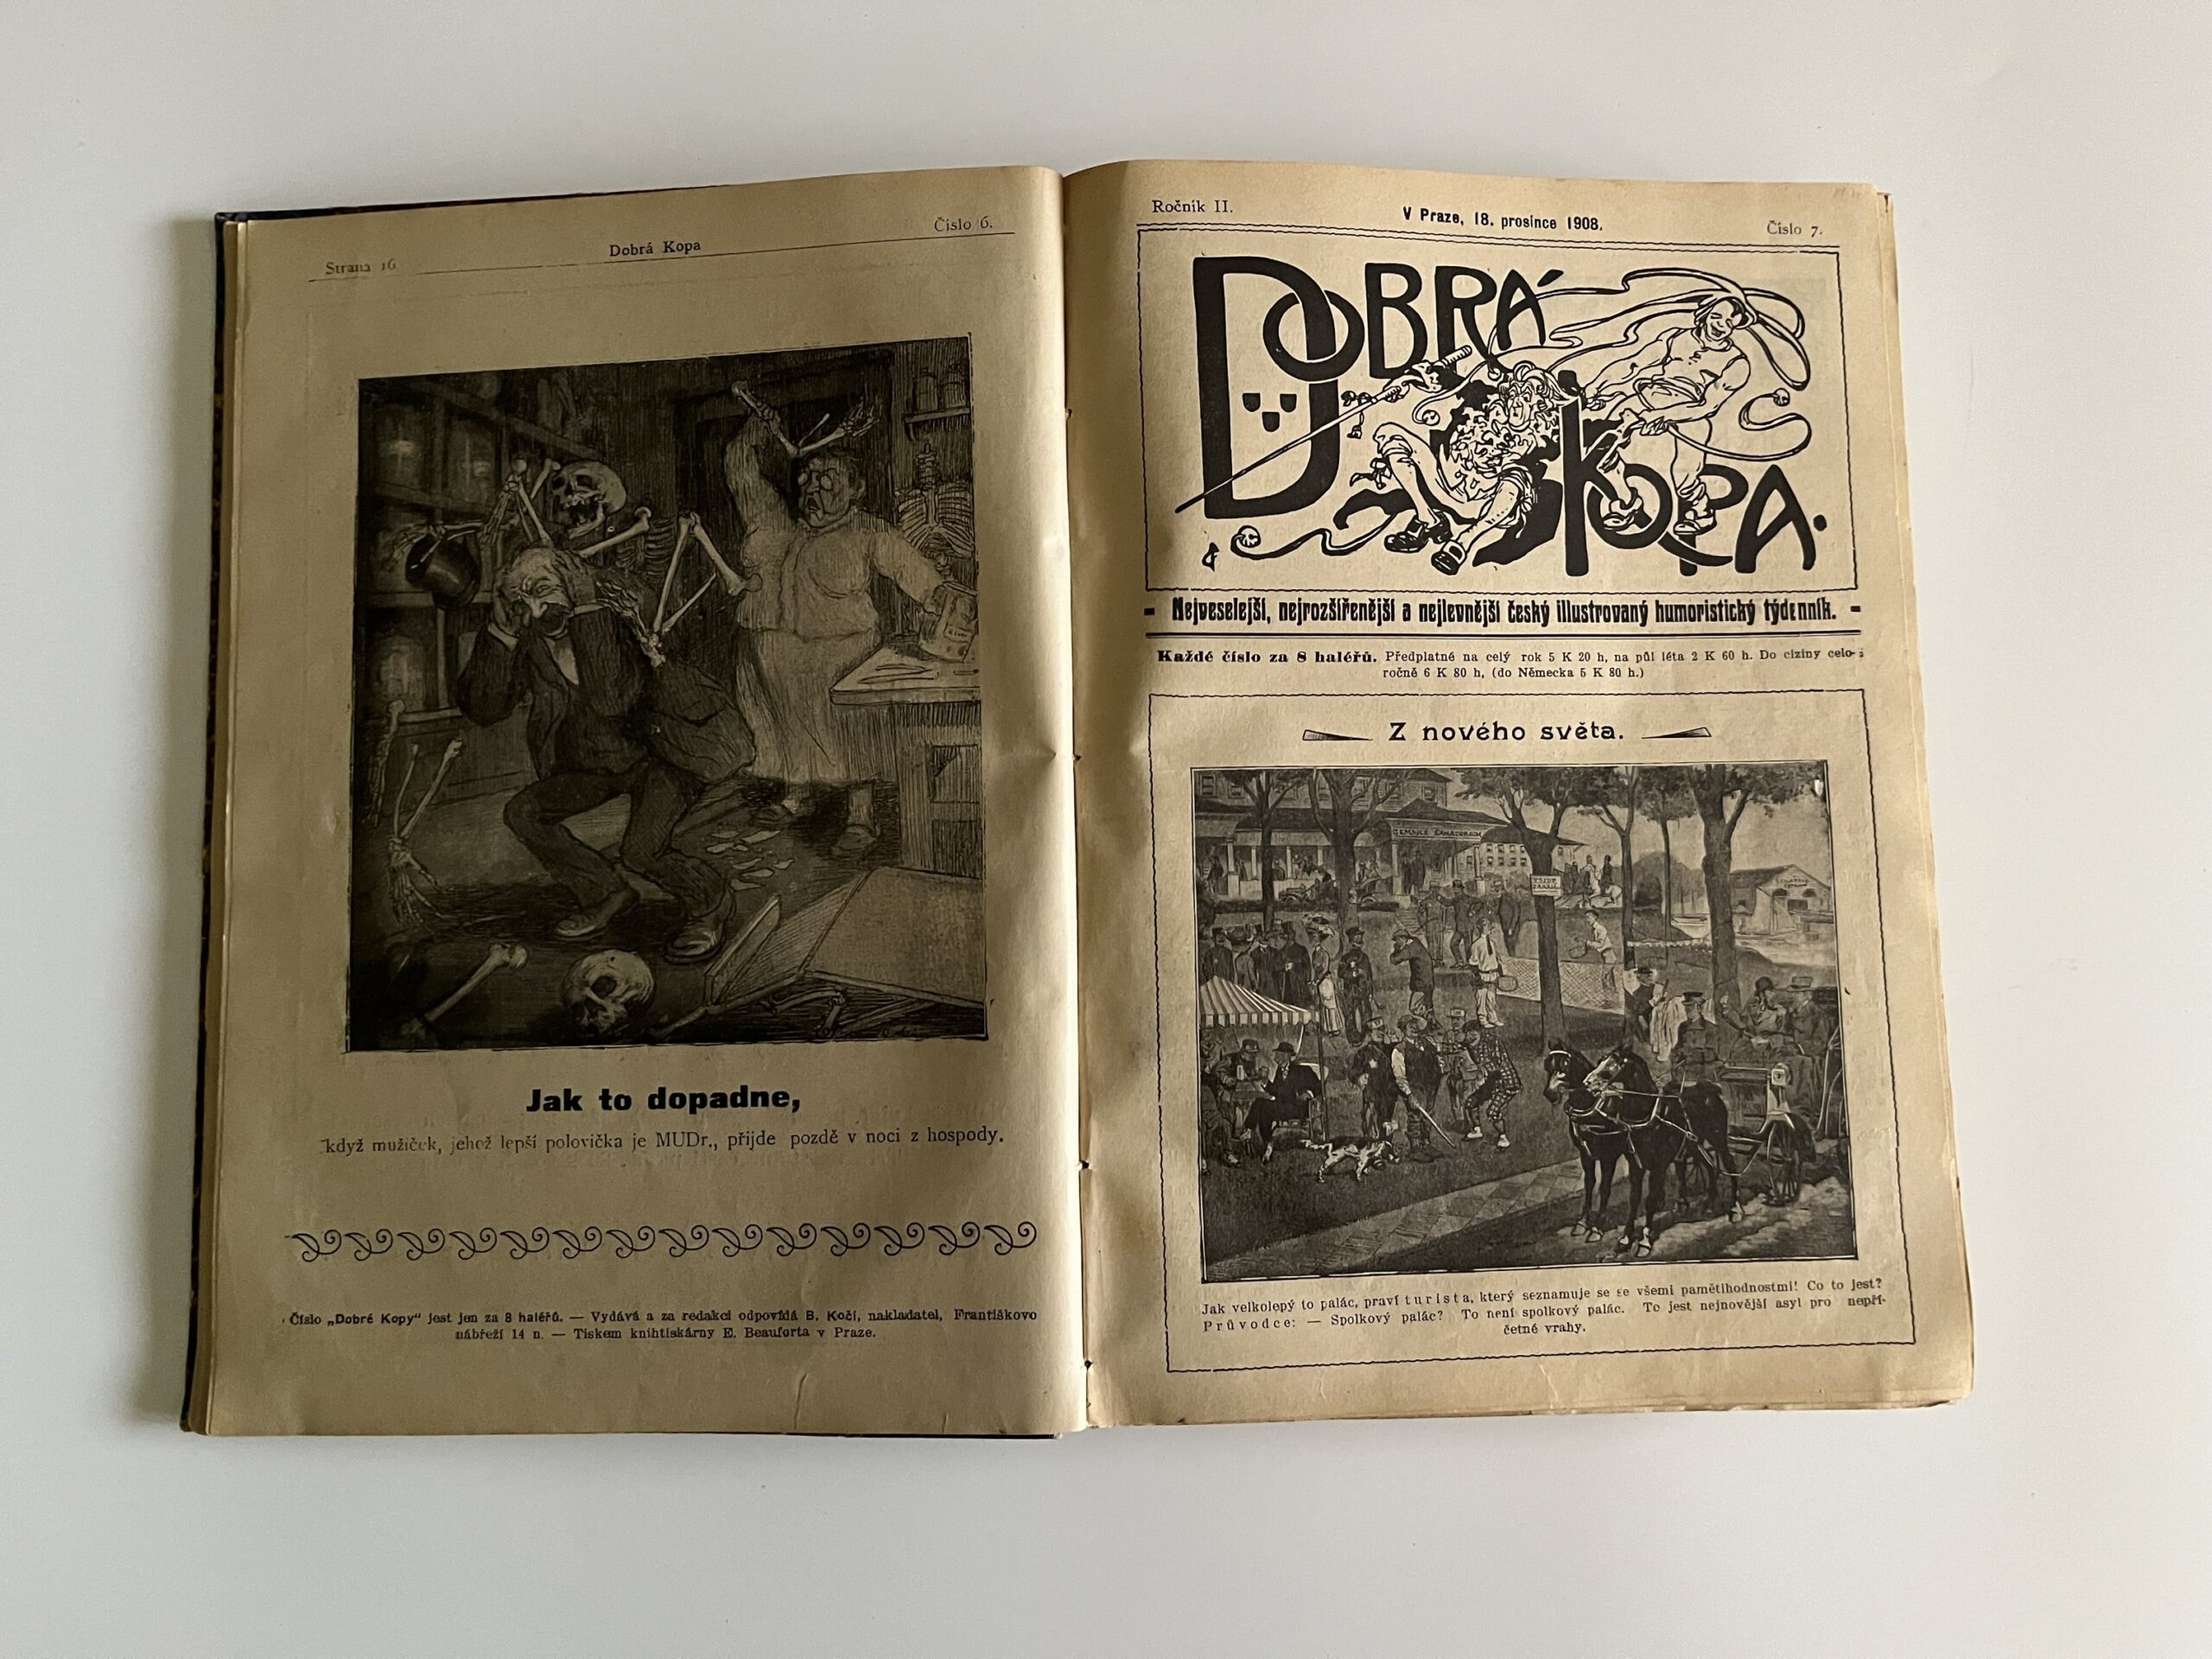 Strana 16
Dobrá Kopa
Číslo 6.
Jak to dopadne,
když mužíček, jehož lepší polovička je MUDr., přijde pozdě v noci z hospody.
Číslo „Dobré Kopy“ jest jen za 8 haléřů. — Vydává a za redakci odpovídá B. Kočí, nakladatel, Františkovo
nábřeží 14 n. — Tiskem knihtiskárny E. Beauforta v Praze.
Ročník II.
V Praze, 18. prosince 1908.
Číslo 7.
DOBRÁ
KOPA.
- Nejveselejší, nejrozšířenější a nejlevnější český illustrovaný humoristický týdenník. -
Každé číslo za 8 haléřů. Předplatné na celý rok 5 K 20 h, na půl léta 2 K 60 h. Do ciziny celo-
ročně 6 K 80 h, (do Německa 5 K 80 h.)
Z nového světa.
ZEMSKÉ SANATORIUM
Jak velkolepý to palác, praví turista, který seznamuje se se všemi pamětihodnostmi! Co to jest?
Průvodce: — Spolkový palác? To není spolkový palác. To jest nejnovější asyl pro nepří-
četné vrahy.